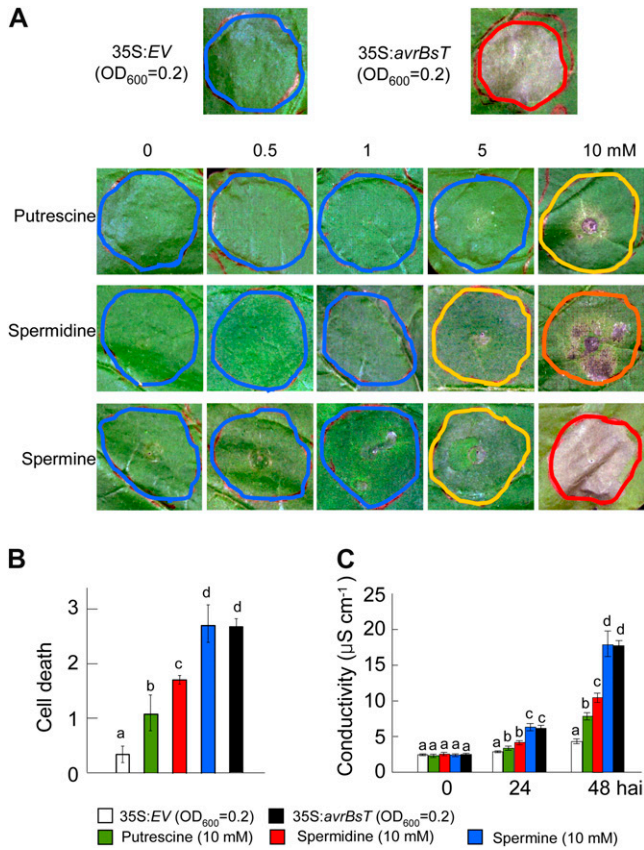 A
35S:EV
(OD600=0.2)
35S:avrBsT
(OD600=0.2)
0 0.5 1 5 10 mM
Putrescine
Spermidine
Spermine
B
Cell death
3
2
1
0
a b c d d
C
Conductivity (µS cm-1)
25
20
15
10
5
0
a a a a a
a b b c c
a b c d d
0 24 48 hai
35S:EV (OD600=0.2) 35S:avrBsT (OD600=0.2)
Putrescine (10 mM) Spermidine (10 mM) Spermine (10 mM)